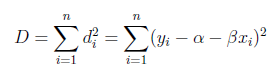 D = \sum_{i=1}^{n} d_i^2 = \sum_{i=1}^{n} (y_i - \alpha - \beta x_i)^2